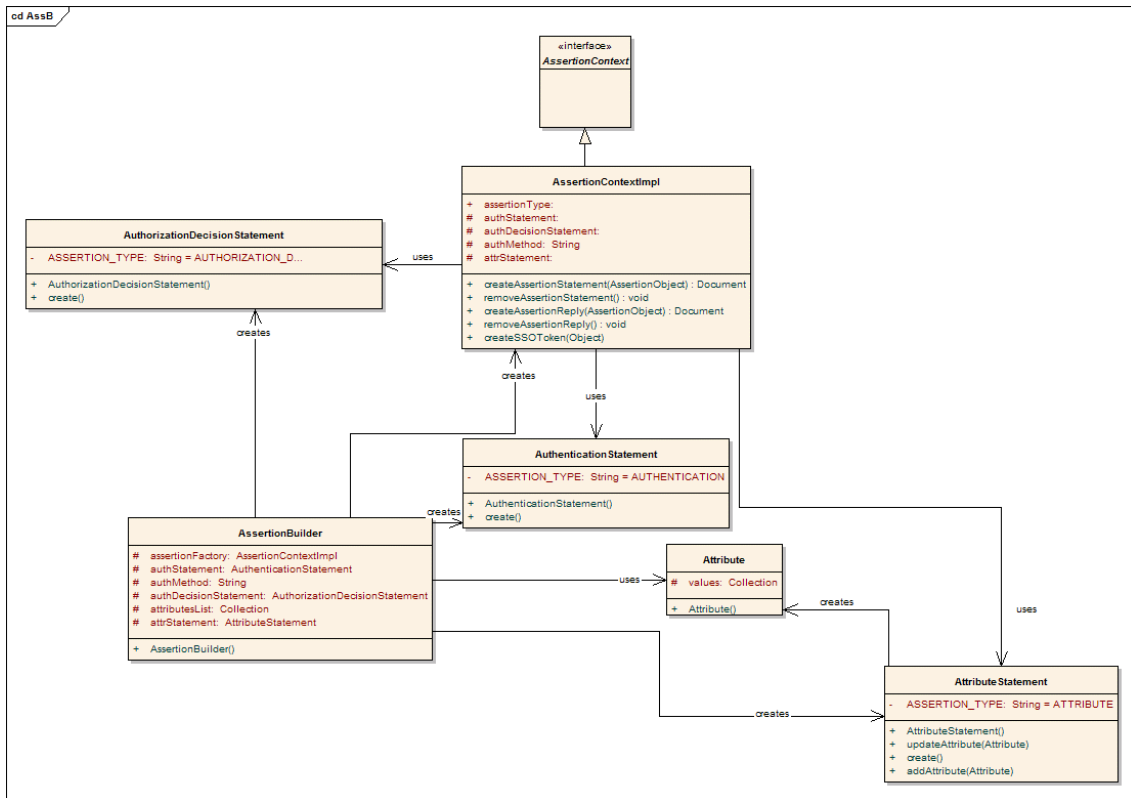 cd AssB
«interface»
AssertionContext
AssertionContextImpl
+ assertionType:
# authStatement:
# authDecisionStatement:
# authMethod: String
# attrStatement:
+ createAssertionStatement(AssertionObject) : Document
+ removeAssertionStatement() : void
+ createAssertionReply(AssertionObject) : Document
+ removeAssertionReply() : void
+ createSSOToken(Object)
AuthorizationDecisionStatement
- ASSERTION_TYPE: String = AUTHORIZATION_D...
+ AuthorizationDecisionStatement()
+ create()
uses
creates
creates
uses
AuthenticationStatement
- ASSERTION_TYPE: String = AUTHENTICATION
+ AuthenticationStatement()
+ create()
creates
AssertionBuilder
# assertionFactory: AssertionContextImpl
# authStatement: AuthenticationStatement
# authMethod: String
# authDecisionStatement: AuthorizationDecisionStatement
# attributesList: Collection
# attrStatement: AttributeStatement
+ AssertionBuilder()
uses
Attribute
# values: Collection
+ Attribute()
creates
uses
creates
AttributeStatement
- ASSERTION_TYPE: String = ATTRIBUTE
+ AttributeStatement()
+ updateAttribute(Attribute)
+ create()
+ addAttribute(Attribute)